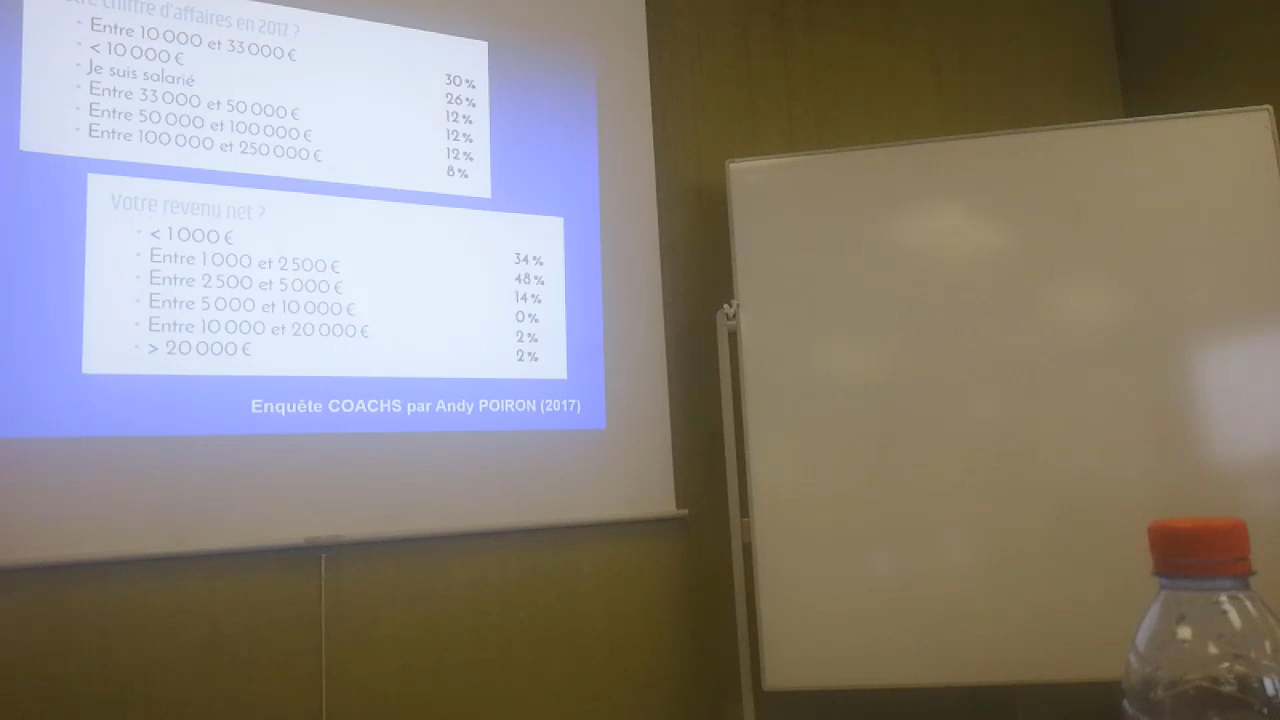 chiffre d'affaires en 2017 ?
• Entre 10 000 et 33 000 €
• < 10 000 €
• Je suis salarié
• Entre 33 000 et 50 000 €
• Entre 50 000 et 100 000 €
• Entre 100 000 et 250 000 €
30 %
26 %
12 %
12 %
12 %
8 %
Votre revenu net ?
• < 1 000 €
• Entre 1 000 et 2 500 €
• Entre 2 500 et 5 000 €
• Entre 5 000 et 10 000 €
• Entre 10 000 et 20 000 €
• > 20 000 €
34 %
48 %
14 %
0 %
2 %
2 %
Enquête COACHS par Andy POIRON (2017)